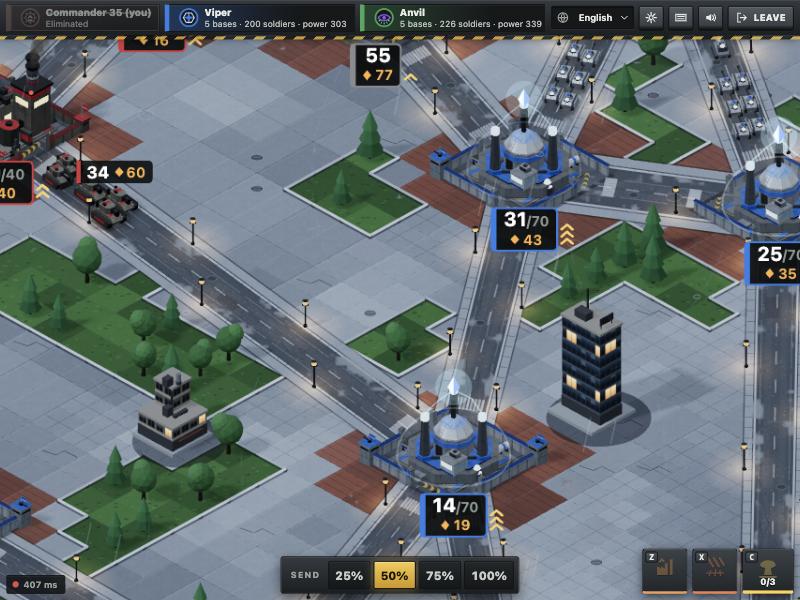 Commander 35 (you)
Eliminated
Viper
5 bases · 200 soldiers · power 303
Anvil
5 bases · 226 soldiers · power 339
English
LEAVE
16
55
77
/40
40
34 60
31/70
43
25/70
35
14/70
19
SEND 25% 50% 75% 100%
Z
X
C
0/3
407 ms